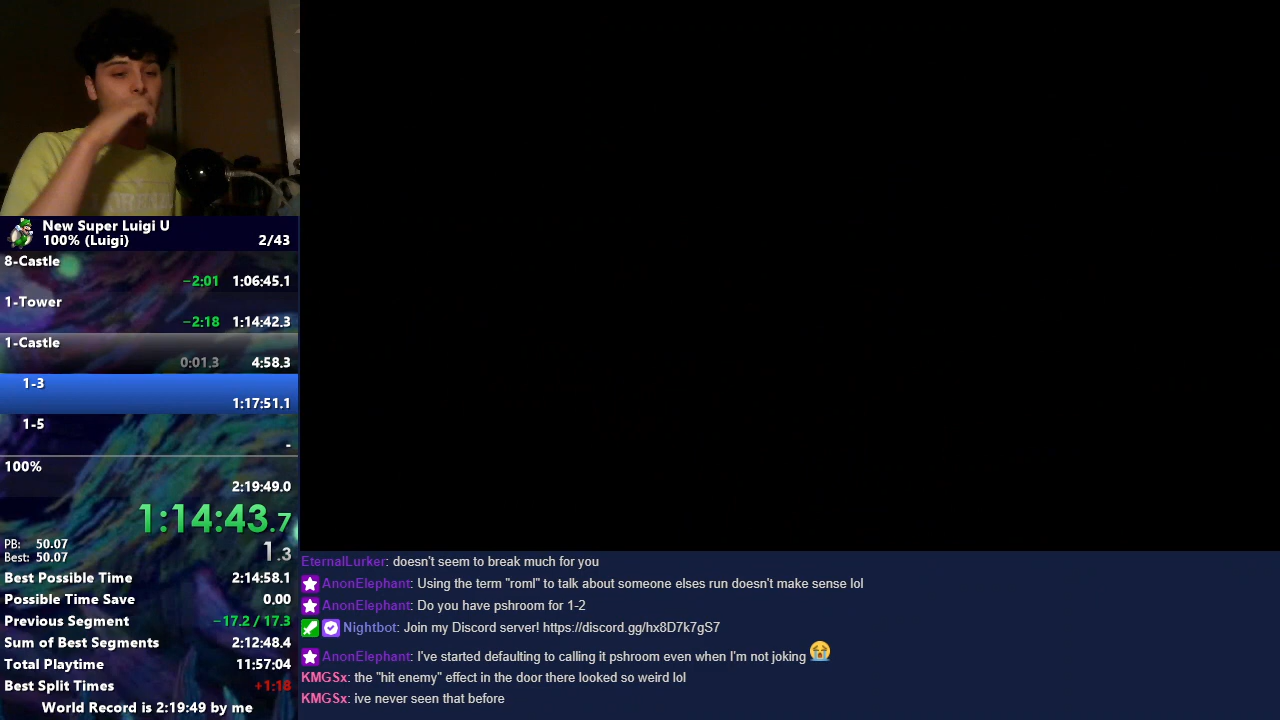 New Super Luigi U
100% (Luigi) 2/43
8-Castle
−2:01 1:06:45.1
1-Tower
−2:18 1:14:42.3
1-Castle
0:01.3 4:58.3
1-3
1:17:51.1
1-5
-
100%
2:19:49.0
1:14:43.7
PB: 50.07
Best: 50.07
1.3
Best Possible Time 2:14:58.1
Possible Time Save 0.00
Previous Segment −17.2 / 17.3
Sum of Best Segments 2:12:48.4
Total Playtime 11:57:04
Best Split Times +1:18
World Record is 2:19:49 by me
EternalLurker: doesn't seem to break much for you
AnonElephant: Using the term "roml" to talk about someone elses run doesn't make sense lol
AnonElephant: Do you have pshroom for 1-2
Nightbot: Join my Discord server! https://discord.gg/hx8D7k7gS7
AnonElephant: I've started defaulting to calling it pshroom even when I'm not joking 😭
KMGSx: the "hit enemy" effect in the door there looked so weird lol
KMGSx: ive never seen that before